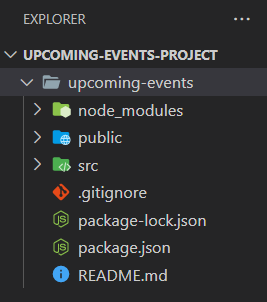 EXPLORER
UPCOMING-EVENTS-PROJECT
upcoming-events
node_modules
public
src
.gitignore
package-lock.json
package.json
README.md